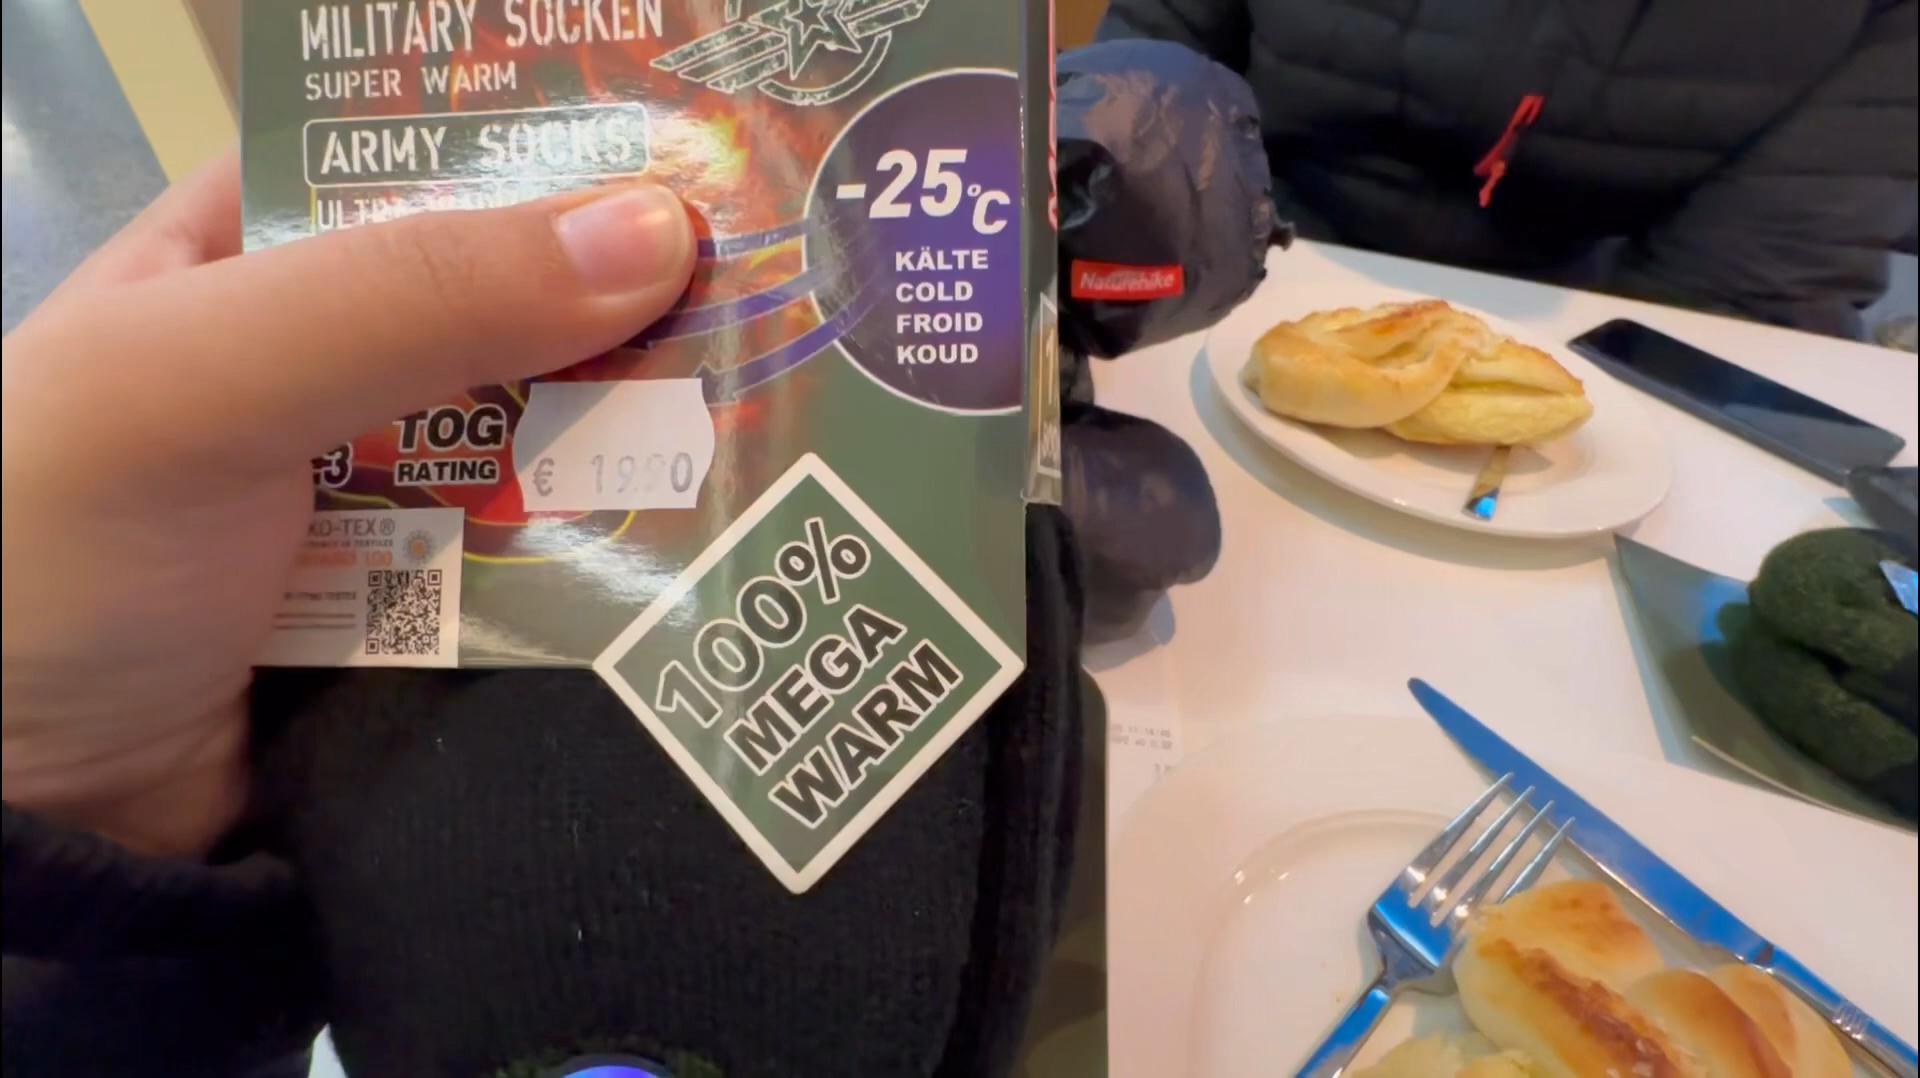 MILITARY SOCKEN
SUPER WARM
ARMY SOCKS
-25°C
KÄLTE
COLD
FROID
KOUD
Naturehike
TOG
RATING
€ 19.90
100%
MEGA
WARM